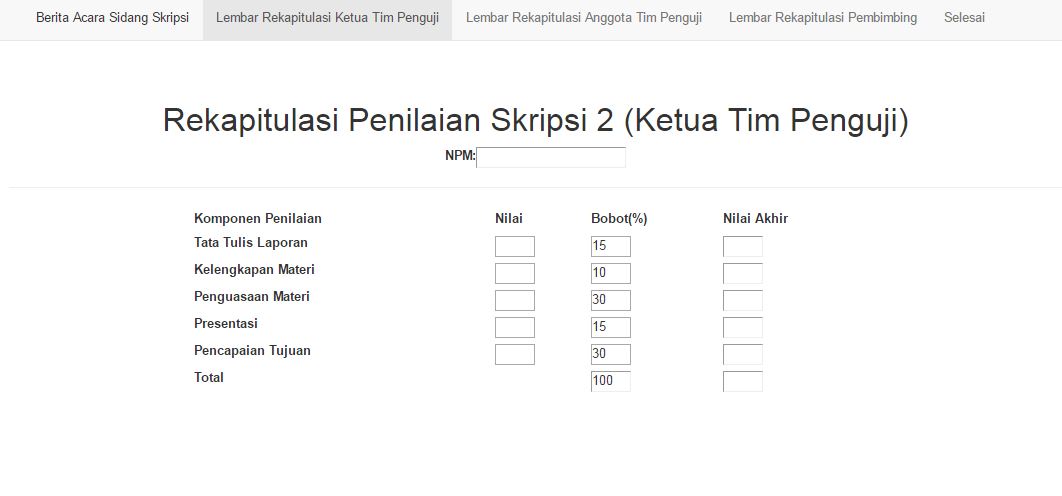 Berita Acara Sidang Skripsi Lembar Rekapitulasi Ketua Tim Penguji Lembar Rekapitulasi Anggota Tim Penguji Lembar Rekapitulasi Pembimbing Selesai
Rekapitulasi Penilaian Skripsi 2 (Ketua Tim Penguji)
NPM:
Komponen Penilaian Nilai Bobot(%) Nilai Akhir
Tata Tulis Laporan 15
Kelengkapan Materi 10
Penguasaan Materi 30
Presentasi 15
Pencapaian Tujuan 30
Total 100